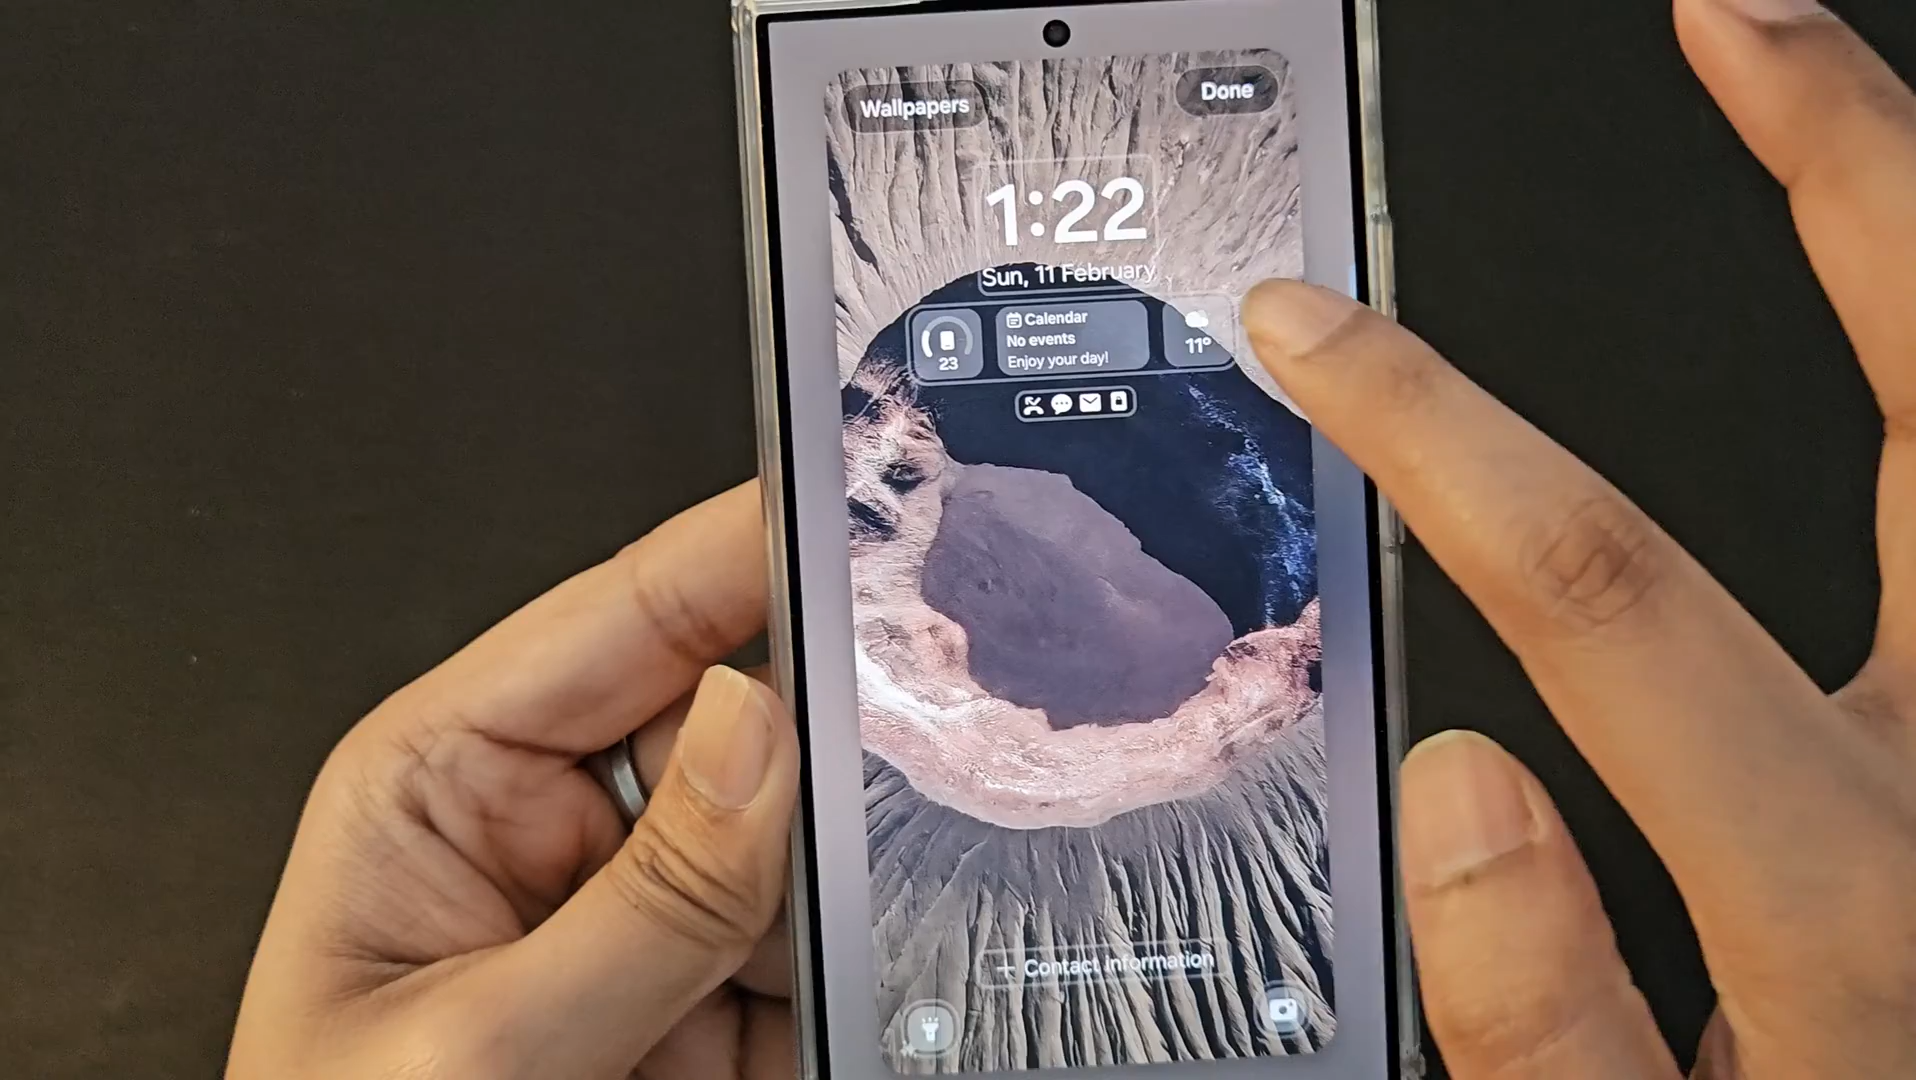 Wallpapers
Done
1:22
Sun, 11 February
Calendar
No events
Enjoy your day!
23
11°
+ Contact information